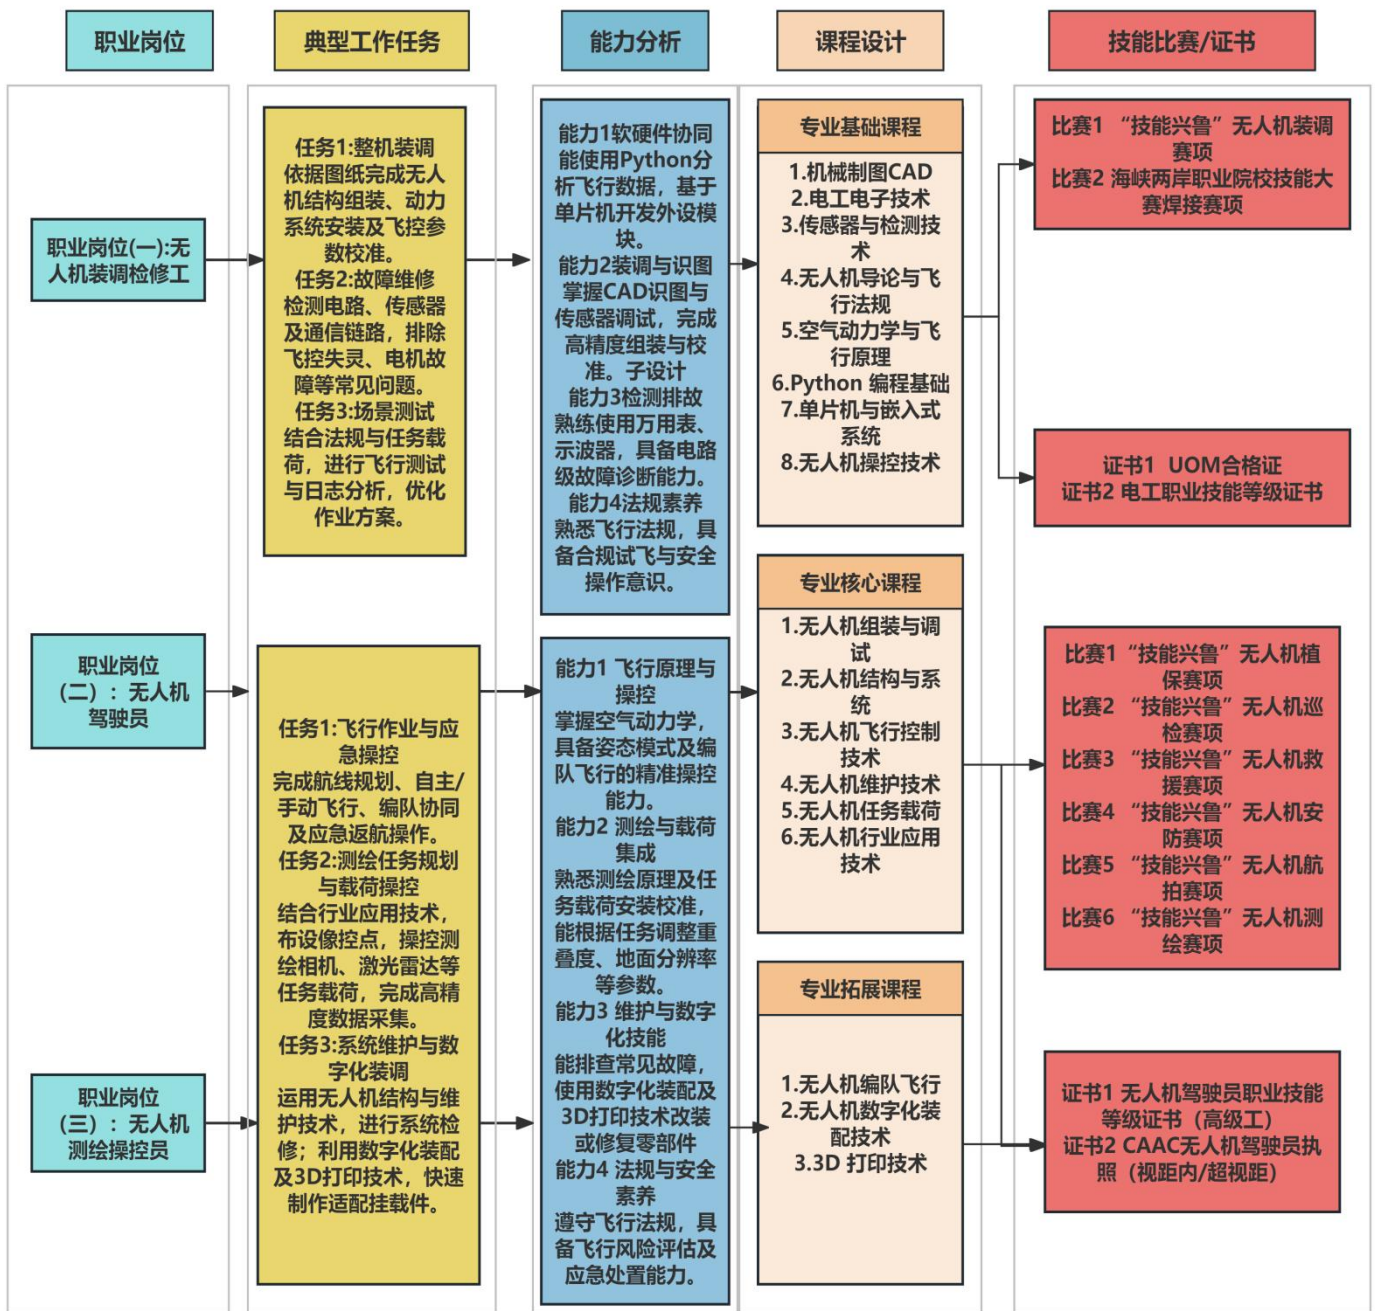 职业岗位
典型工作任务
能力分析
课程设计
技能比赛/证书
职业岗位(一):无
人机装调检修工
职业岗位
（二）：无人机
驾驶员
职业岗位
（三）：无人机
测绘操控员
任务1:整机装调
依据图纸完成无人
机结构组装、动力
系统安装及飞控参
数校准。
任务2:故障维修
检测电路、传感器
及通信链路，排除
飞控失灵、电机故
障等常见问题。
任务3:场景测试
结合法规与任务载
荷，进行飞行测试
与日志分析，优化
作业方案。
任务1:飞行作业与应
急操控
完成航线规划、自主/
手动飞行、编队协同
及应急返航操作。
任务2:测绘任务规划
与载荷操控
结合行业应用技术，
布设像控点，操控测
绘相机、激光雷达等
任务载荷，完成高精
度数据采集。
任务3:系统维护与数
字化装调
运用无人机结构与维
护技术，进行系统检
修；利用数字化装配
及3D打印技术，快速
制作适配挂载件。
能力1软硬件协同
能使用Python分
析飞行数据，基于
单片机开发外设模
块。
能力2装调与识图
掌握CAD识图与
传感器调试，完成
高精度组装与校
准。子设计
能力3检测排故
熟练使用万用表、
示波器，具备电路
级故障诊断能力。
能力4法规素养
熟悉飞行法规，具
备合规试飞与安全
操作意识。
能力1 飞行原理与
操控
掌握空气动力学，
具备姿态模式及编
队飞行的精准操控
能力。
能力2 测绘与载荷
集成
熟悉测绘原理及任
务载荷安装校准，
能根据任务调整重
叠度、地面分辨率
等参数。
能力3 维护与数字
化技能
能排查常见故障，
使用数字化装配及
3D打印技术改装
或修复零部件
能力4 法规与安全
素养
遵守飞行法规，具
备飞行风险评估及
应急处置能力。
专业基础课程
1.机械制图CAD
2.电工电子技术
3.传感器与检测技
术
4.无人机导论与飞
行法规
5.空气动力学与飞
行原理
6.Python 编程基础
7.单片机与嵌入式
系统
8.无人机操控技术
专业核心课程
1.无人机组装与调
试
2.无人机结构与系
统
3.无人机飞行控制
技术
4.无人机维护技术
5.无人机任务载荷
6.无人机行业应用
技术
专业拓展课程
1.无人机编队飞行
2.无人机数字化装
配技术
3.3D 打印技术
比赛1 “技能兴鲁”无人机装调
赛项
比赛2 海峡两岸职业院校技能大
赛焊接赛项
证书1 UOM合格证
证书2 电工职业技能等级证书
比赛1“技能兴鲁”无人机植
保赛项
比赛2 “技能兴鲁”无人机巡
检赛项
比赛3 “技能兴鲁”无人机救
援赛项
比赛4 “技能兴鲁”无人机安
防赛项
比赛5 “技能兴鲁”无人机航
拍赛项
比赛6 “技能兴鲁”无人机测
绘赛项
证书1 无人机驾驶员职业技能
等级证书（高级工）
证书2 CAAC无人机驾驶员执
照（视距内/超视距）